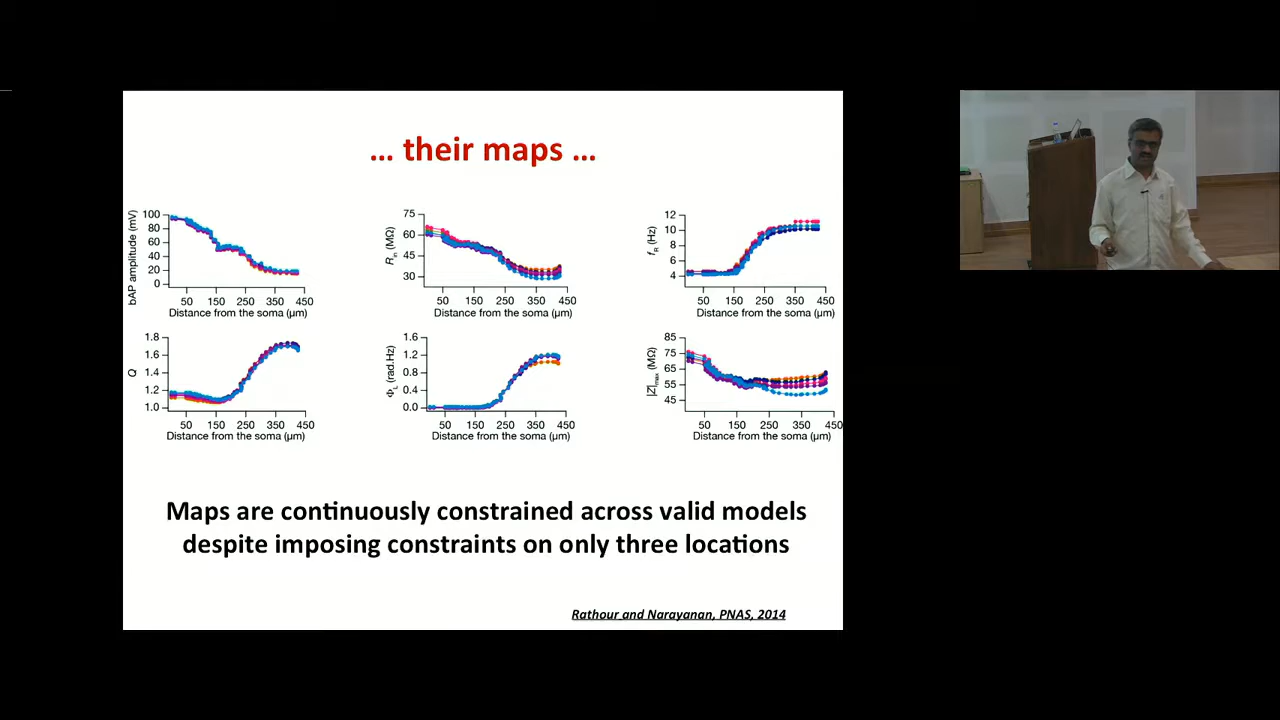 ... their maps ...
bAP amplitude (mV)
100
80
60
40
20
0
50 150 250 350 450
Distance from the soma (µm)
Rin (MΩ)
75
60
45
30
50 150 250 350 450
Distance from the soma (µm)
fR (Hz)
12
10
8
6
4
50 150 250 350 450
Distance from the soma (µm)
Q
1.8
1.6
1.4
1.2
1.0
50 150 250 350 450
Distance from the soma (µm)
ΦL (rad.Hz)
1.6
1.2
0.8
0.4
0.0
50 150 250 350 450
Distance from the soma (µm)
|Z|max (MΩ)
85
75
65
55
45
50 150 250 350 450
Distance from the soma (µm)
Maps are continuously constrained across valid models
despite imposing constraints on only three locations
Rathour and Narayanan, PNAS, 2014